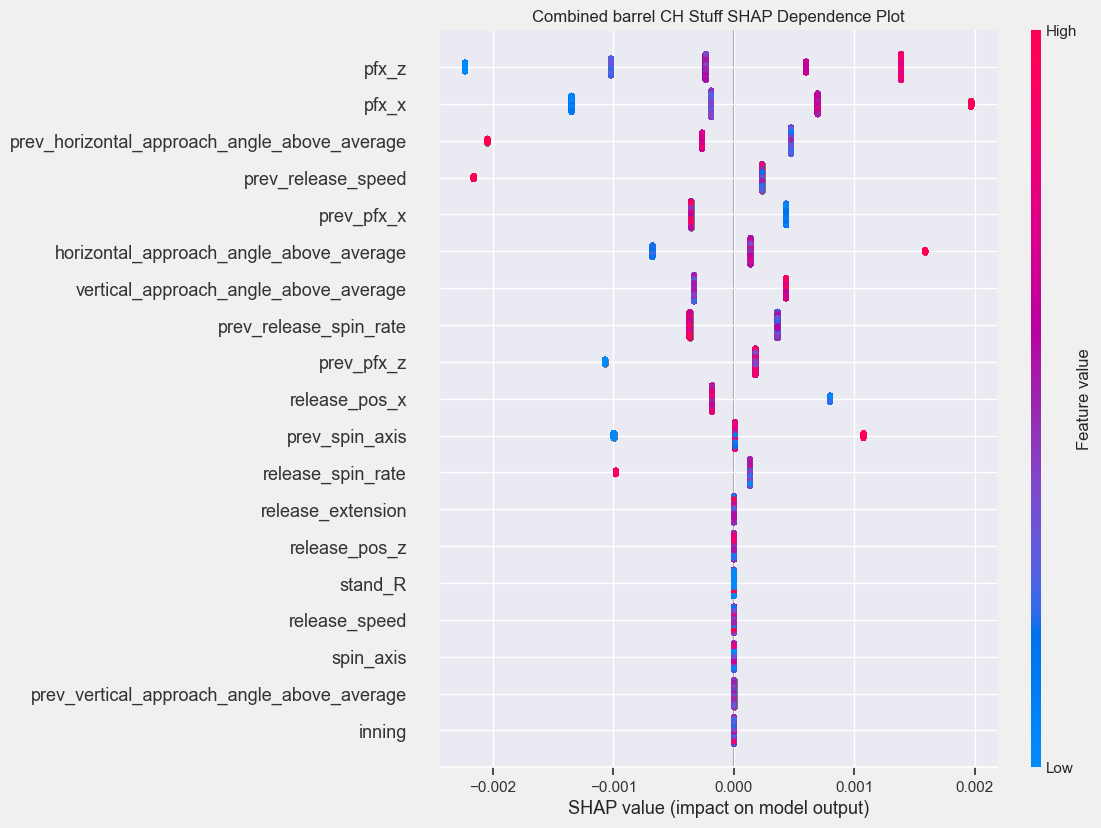 Combined barrel CH Stuff SHAP Dependence Plot
High
pfx_z
pfx_x
prev_horizontal_approach_angle_above_average
prev_release_speed
prev_pfx_x
horizontal_approach_angle_above_average
vertical_approach_angle_above_average
prev_release_spin_rate
prev_pfx_z
release_pos_x
prev_spin_axis
release_spin_rate
release_extension
release_pos_z
stand_R
release_speed
spin_axis
prev_vertical_approach_angle_above_average
inning
Feature value
Low
−0.002 −0.001 0.000 0.001 0.002
SHAP value (impact on model output)